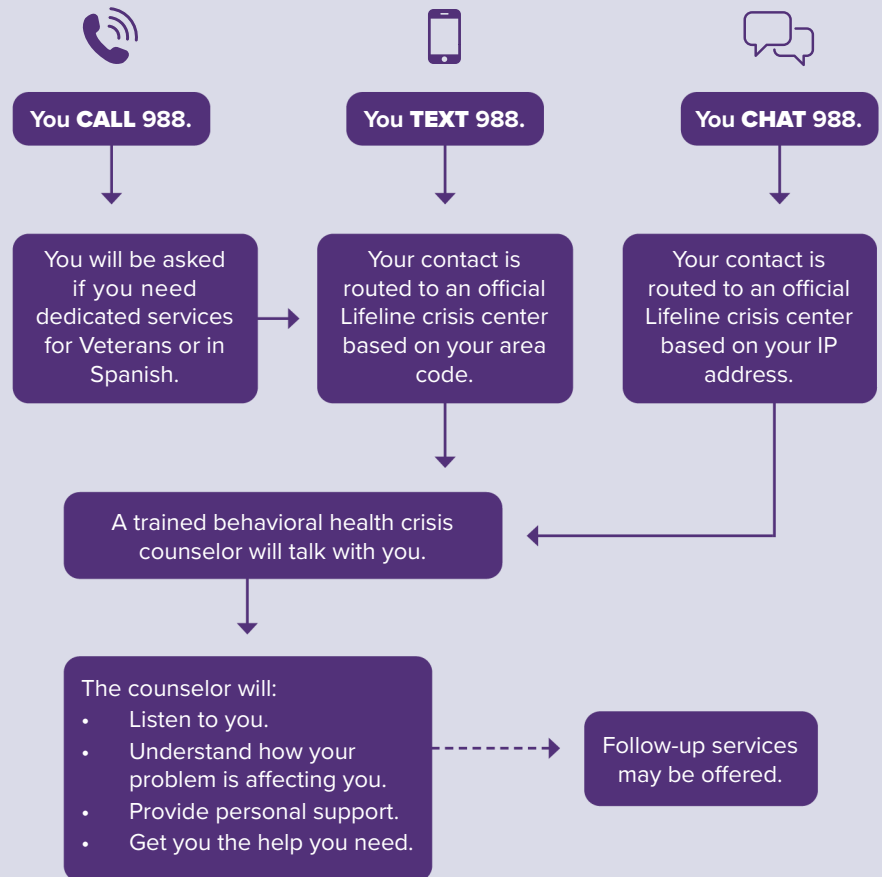 You CALL 988.
You TEXT 988.
You CHAT 988.
You will be asked
if you need
dedicated services
for Veterans or in
Spanish.
Your contact is
routed to an official
Lifeline crisis center
based on your area
code.
Your contact is
routed to an official
Lifeline crisis center
based on your IP
address.
A trained behavioral health crisis
counselor will talk with you.
The counselor will:
• Listen to you.
• Understand how your
problem is affecting you.
• Provide personal support.
• Get you the help you need.
Follow-up services
may be offered.